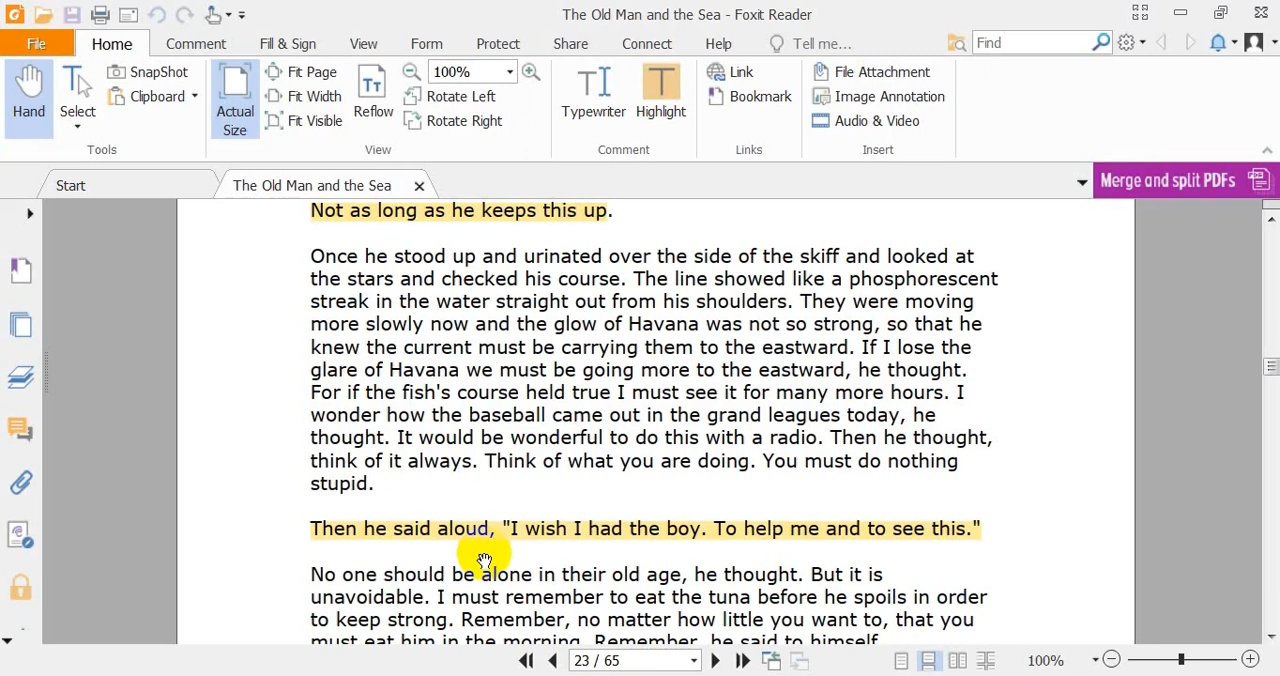 The Old Man and the Sea - Foxit Reader
File Home Comment Fill & Sign View Form Protect Share Connect Help Tell me... Find
Hand
Select
SnapShot
Clipboard
Actual Size
Fit Page
Fit Width
Fit Visible
Reflow
100%
Rotate Left
Rotate Right
Typewriter
Highlight
Link
Bookmark
File Attachment
Image Annotation
Audio & Video
Tools View Comment Links Insert
Start The Old Man and the Sea Merge and split PDFs
Not as long as he keeps this up.
Once he stood up and urinated over the side of the skiff and looked at
the stars and checked his course. The line showed like a phosphorescent
streak in the water straight out from his shoulders. They were moving
more slowly now and the glow of Havana was not so strong, so that he
knew the current must be carrying them to the eastward. If I lose the
glare of Havana we must be going more to the eastward, he thought.
For if the fish's course held true I must see it for many more hours. I
wonder how the baseball came out in the grand leagues today, he
thought. It would be wonderful to do this with a radio. Then he thought,
think of it always. Think of what you are doing. You must do nothing
stupid.
Then he said aloud, "I wish I had the boy. To help me and to see this."
No one should be alone in their old age, he thought. But it is
unavoidable. I must remember to eat the tuna before he spoils in order
to keep strong. Remember, no matter how little you want to, that you
must eat him in the morning. Remember, he said to himself.
23 / 65 100%